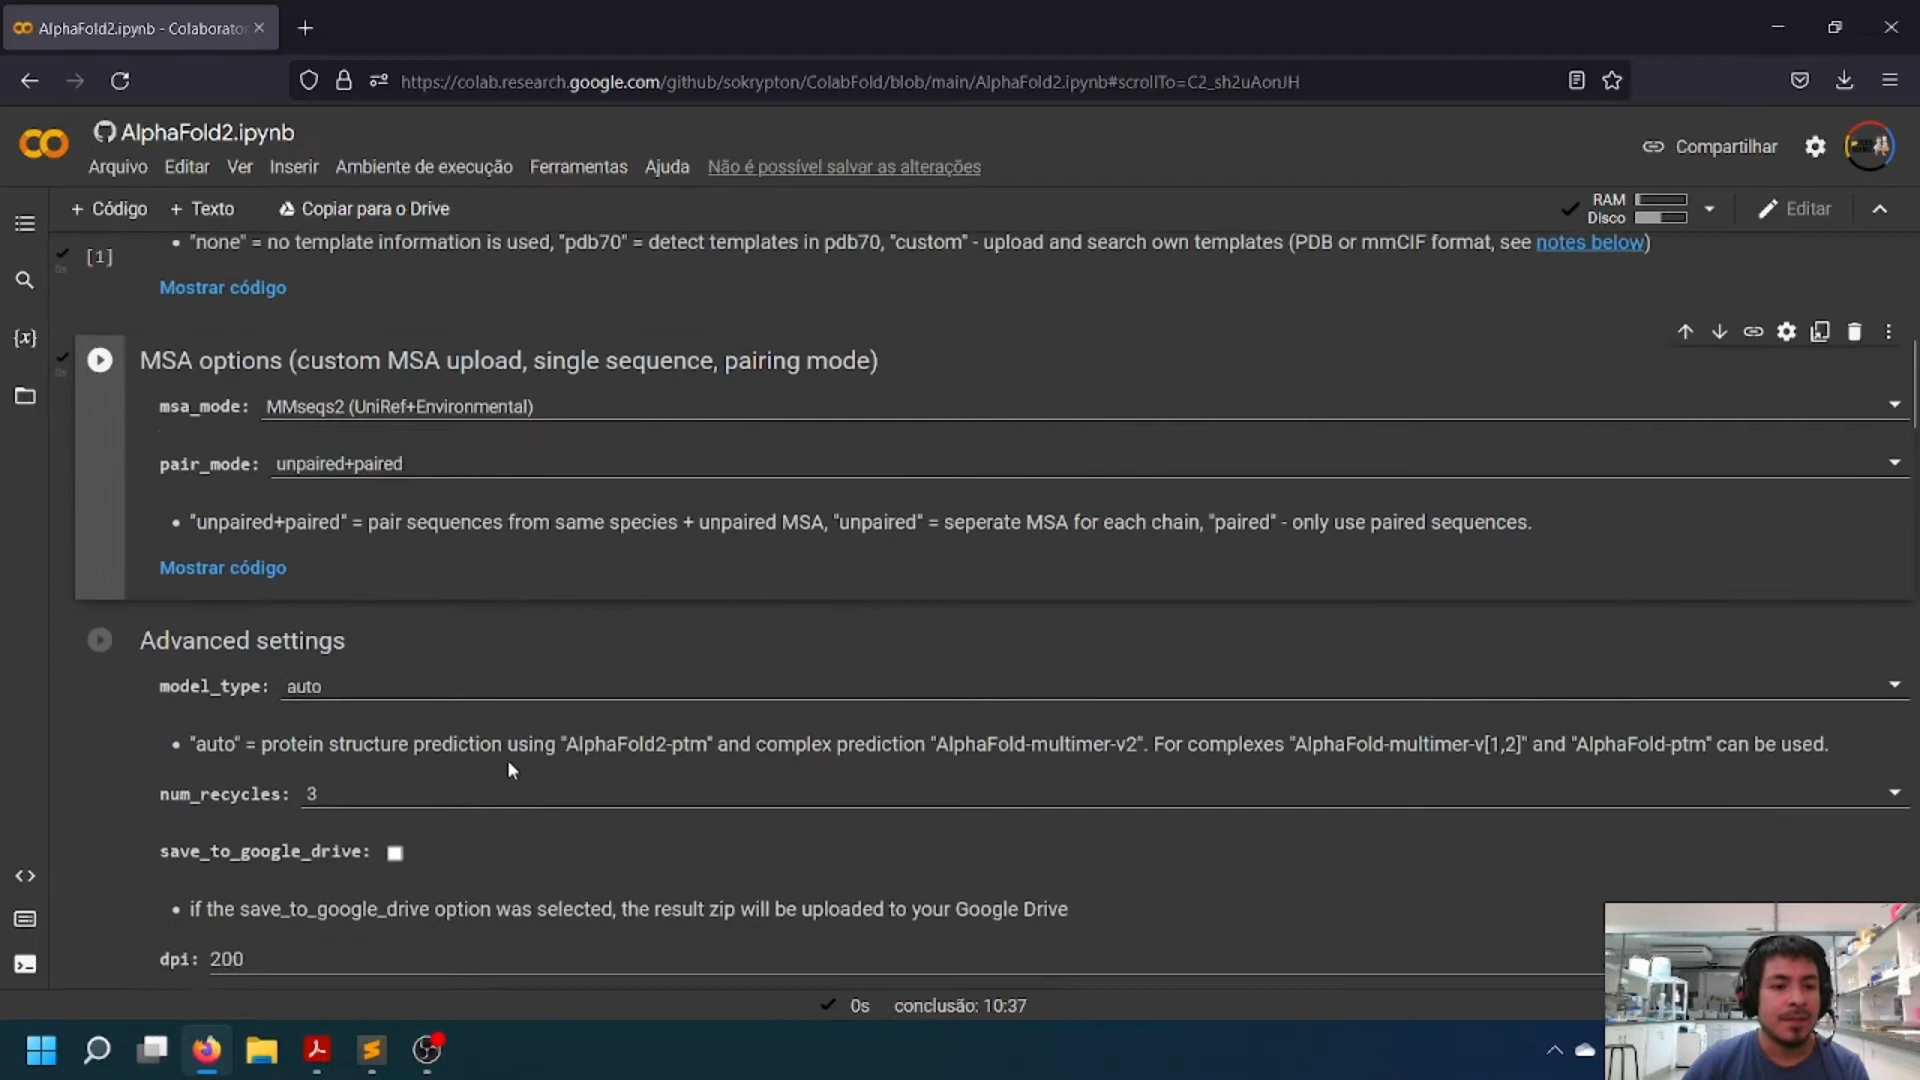 AlphaFold2.ipynb - Colaborator
https://colab.research.google.com/github/sokrypton/ColabFold/blob/main/AlphaFold2.ipynb#scrollTo=C2_sh2uAonJH
AlphaFold2.ipynb
Compartilhar
Arquivo Editar Ver Inserir Ambiente de execução Ferramentas Ajuda Não é possível salvar as alterações
+ Código + Texto Copiar para o Drive
RAM
Disco
Editar
[1]
• "none" = no template information is used, "pdb70" = detect templates in pdb70, "custom" - upload and search own templates (PDB or mmCIF format, see notes below)
Mostrar código
MSA options (custom MSA upload, single sequence, pairing mode)
msa_mode: MMseqs2 (UniRef+Environmental)
pair_mode: unpaired+paired
• "unpaired+paired" = pair sequences from same species + unpaired MSA, "unpaired" = seperate MSA for each chain, "paired" - only use paired sequences.
Mostrar código
Advanced settings
model_type: auto
• "auto" = protein structure prediction using "AlphaFold2-ptm" and complex prediction "AlphaFold-multimer-v2". For complexes "AlphaFold-multimer-v[1,2]" and "AlphaFold-ptm" can be used.
num_recycles: 3
save_to_google_drive:
• if the save_to_google_drive option was selected, the result zip will be uploaded to your Google Drive
dpi: 200
0s conclusão: 10:37